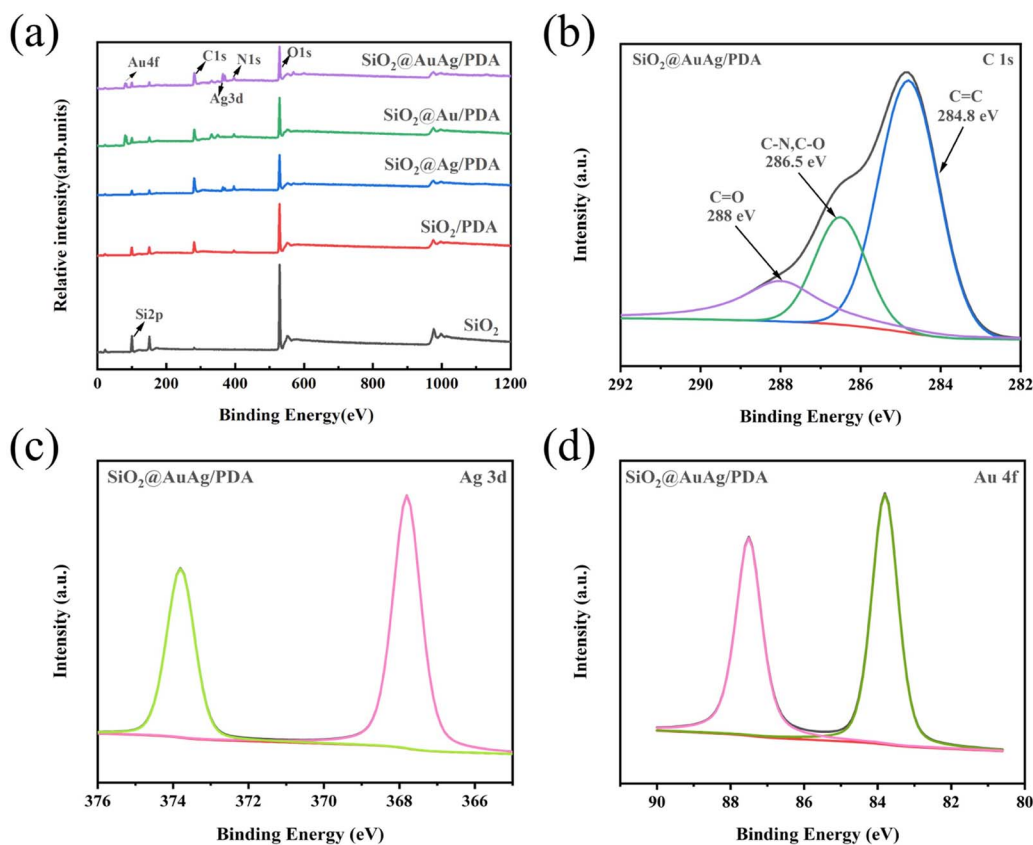 (a)
Au4f
C1s
N1s
Ag3d
O1s
SiO₂@AuAg/PDA
SiO₂@Au/PDA
SiO₂@Ag/PDA
SiO₂/PDA
Si2p
SiO₂
Relative intensity(arb.units)
0 200 400 600 800 1000 1200
Binding Energy(eV)
(b)
SiO₂@AuAg/PDA C 1s
C=C
284.8 eV
C-N,C-O
286.5 eV
C=O
288 eV
Intensity (a.u.)
292 290 288 286 284 282
Binding Energy (eV)
(c)
SiO₂@AuAg/PDA Ag 3d
Intensity (a.u.)
376 374 372 370 368 366
Binding Energy (eV)
(d)
SiO₂@AuAg/PDA Au 4f
Intensity (a.u.)
90 88 86 84 82 80
Binding Energy (eV)